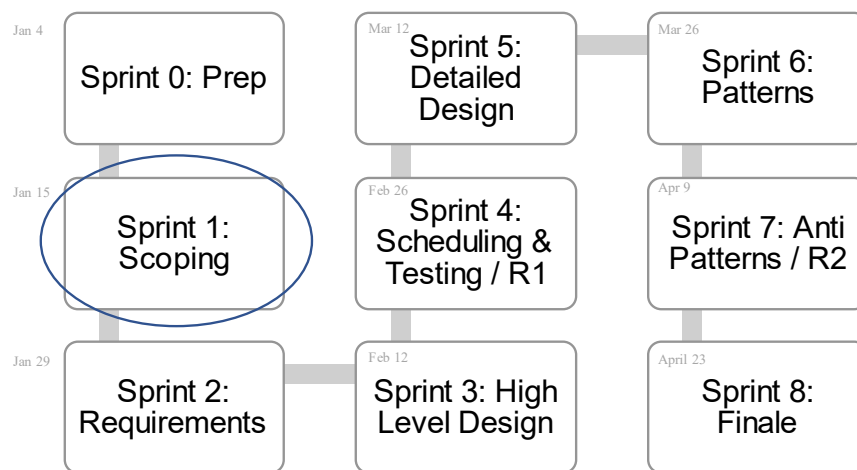 Jan 4
Sprint 0: Prep
Jan 15
Sprint 1:
Scoping
Jan 29
Sprint 2:
Requirements
Feb 12
Sprint 3: High
Level Design
Feb 26
Sprint 4:
Scheduling &
Testing / R1
Mar 12
Sprint 5:
Detailed
Design
Mar 26
Sprint 6:
Patterns
Apr 9
Sprint 7: Anti
Patterns / R2
April 23
Sprint 8:
Finale